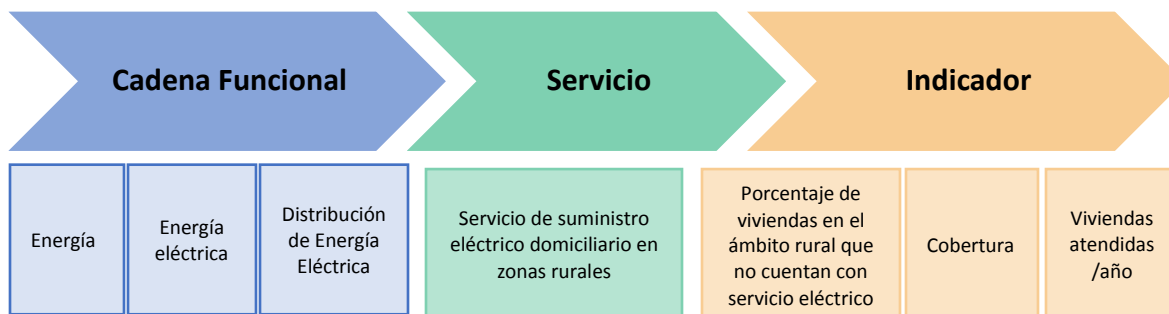 Cadena Funcional
Servicio
Indicador
Energía
Energía
eléctrica
Distribución
de Energía
Eléctrica
Servicio de suministro
eléctrico domiciliario en
zonas rurales
Porcentaje de
viviendas en el
ámbito rural que
no cuentan con
servicio eléctrico
Cobertura
Viviendas
atendidas
/año